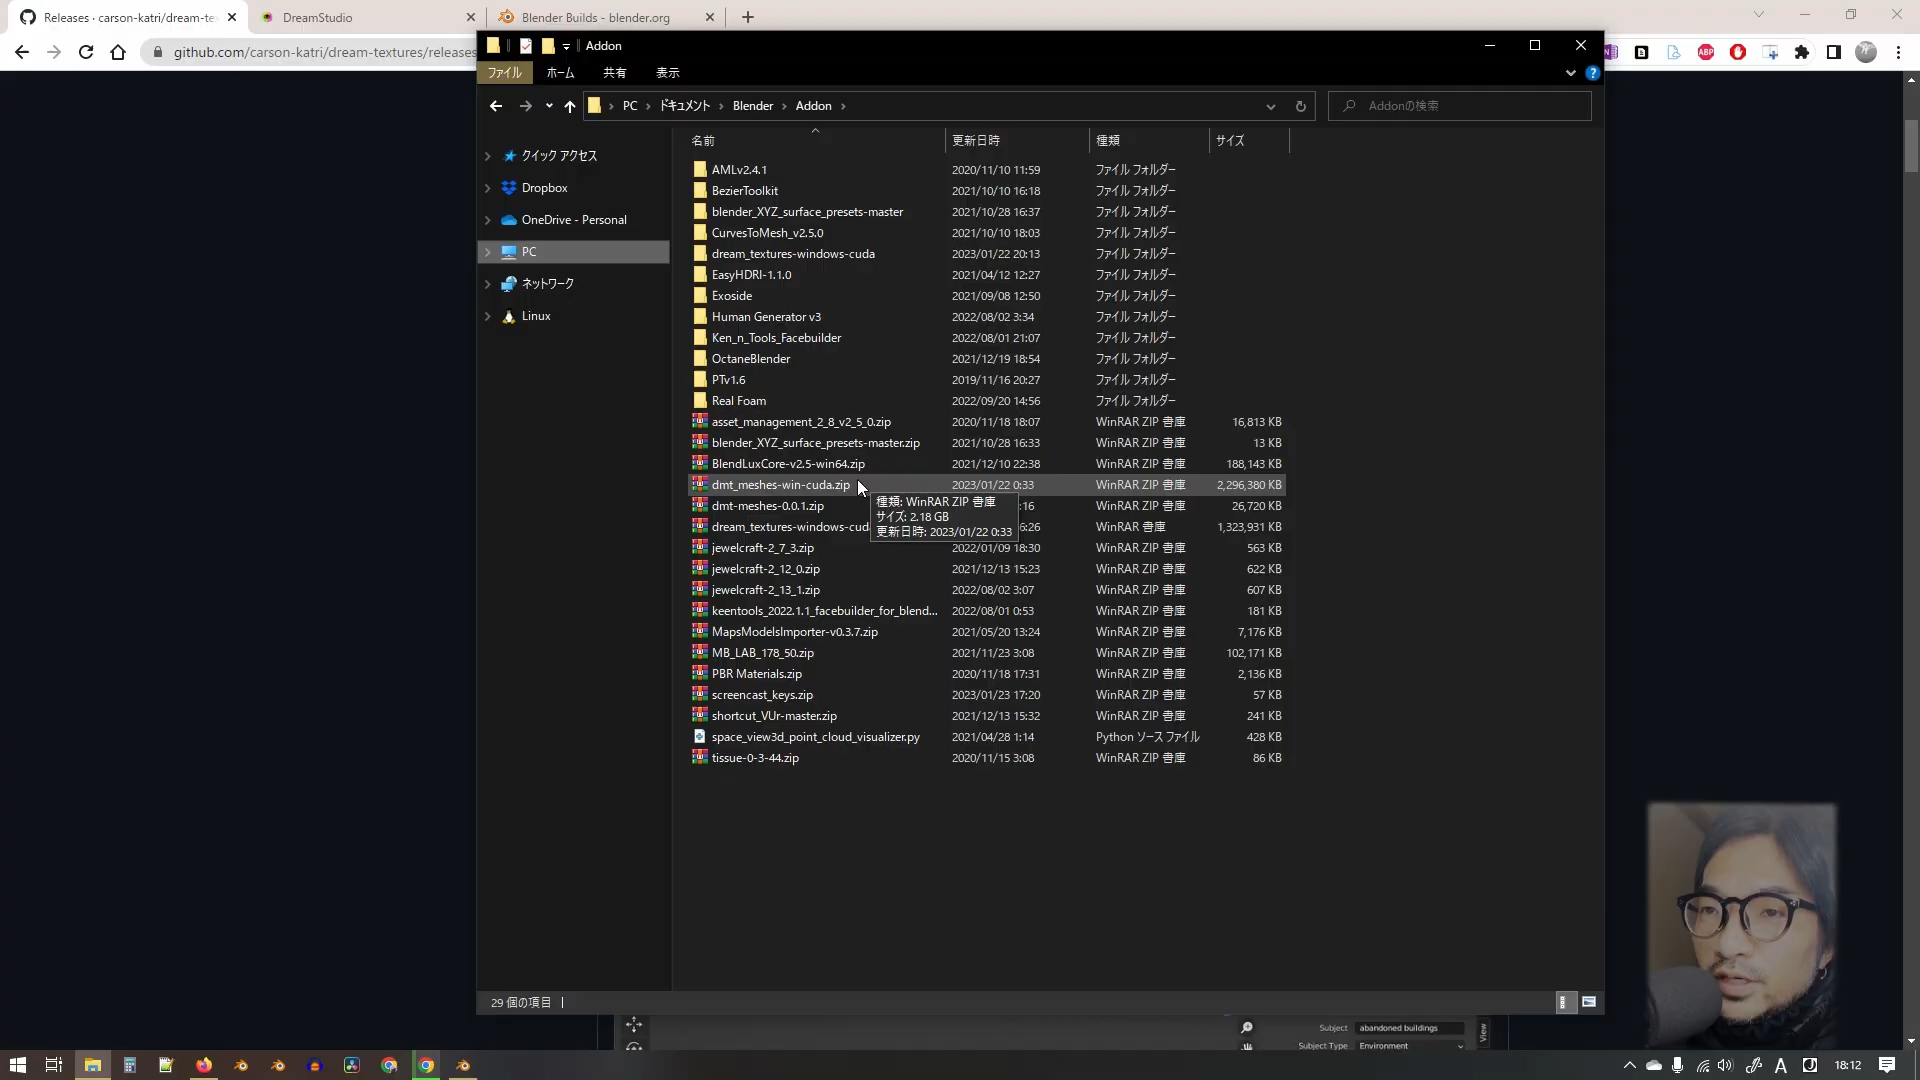 Releases · carson-katri/dream-te
DreamStudio
Blender Builds - blender.org
github.com/carson-katri/dream-textures/releases
ABP
Addon
ファイル
ホーム
共有
表示
PC
ドキュメント
Blender
Addon
Addonの検索
名前
更新日時
種類
サイズ
クイック アクセス
Dropbox
OneDrive - Personal
PC
ネットワーク
Linux
AMLv2.4.1 2020/11/10 11:59 ファイル フォルダー
BezierToolkit 2021/10/10 16:18 ファイル フォルダー
blender_XYZ_surface_presets-master 2021/10/28 16:37 ファイル フォルダー
CurvesToMesh_v2.5.0 2021/10/10 18:03 ファイル フォルダー
dream_textures-windows-cuda 2023/01/22 20:13 ファイル フォルダー
EasyHDRI-1.1.0 2021/04/12 12:27 ファイル フォルダー
Exoside 2021/09/08 12:50 ファイル フォルダー
Human Generator v3 2022/08/02 3:34 ファイル フォルダー
Ken_n_Tools_Facebuilder 2022/08/01 21:07 ファイル フォルダー
OctaneBlender 2021/12/19 18:54 ファイル フォルダー
PTv1.6 2019/11/16 20:27 ファイル フォルダー
Real Foam 2022/09/20 14:56 ファイル フォルダー
asset_management_2_8_v2_5_0.zip 2020/11/18 18:07 WinRAR ZIP 書庫 16,813 KB
blender_XYZ_surface_presets-master.zip 2021/10/28 16:33 WinRAR ZIP 書庫 13 KB
BlendLuxCore-v2.5-win64.zip 2021/12/10 22:38 WinRAR ZIP 書庫 188,143 KB
dmt_meshes-win-cuda.zip 2023/01/22 0:33 WinRAR ZIP 書庫 2,296,380 KB
dmt-meshes-0.0.1.zip :16 WinRAR ZIP 書庫 26,720 KB
dream_textures-windows-cud 6:26 WinRAR 書庫 1,323,931 KB
種類: WinRAR ZIP 書庫
サイズ: 2.18 GB
更新日時: 2023/01/22 0:33
jewelcraft-2_7_3.zip 2022/01/09 18:30 WinRAR ZIP 書庫 563 KB
jewelcraft-2_12_0.zip 2021/12/13 15:23 WinRAR ZIP 書庫 622 KB
jewelcraft-2_13_1.zip 2022/08/02 3:07 WinRAR ZIP 書庫 607 KB
keentools_2022.1.1_facebuilder_for_blend... 2022/08/01 0:53 WinRAR ZIP 書庫 181 KB
MapsModelsImporter-v0.3.7.zip 2021/05/20 13:24 WinRAR ZIP 書庫 7,176 KB
MB_LAB_178_50.zip 2021/11/23 3:08 WinRAR ZIP 書庫 102,171 KB
PBR Materials.zip 2020/11/18 17:31 WinRAR ZIP 書庫 2,136 KB
screencast_keys.zip 2023/01/23 17:20 WinRAR ZIP 書庫 57 KB
shortcut_VUr-master.zip 2021/12/13 15:32 WinRAR ZIP 書庫 241 KB
space_view3d_point_cloud_visualizer.py 2021/04/28 1:14 Python ソース ファイル 428 KB
tissue-0-3-44.zip 2020/11/15 3:08 WinRAR ZIP 書庫 86 KB
29 個の項目
Subject abandoned buildings
Subject Type Environment
View
A
18:12